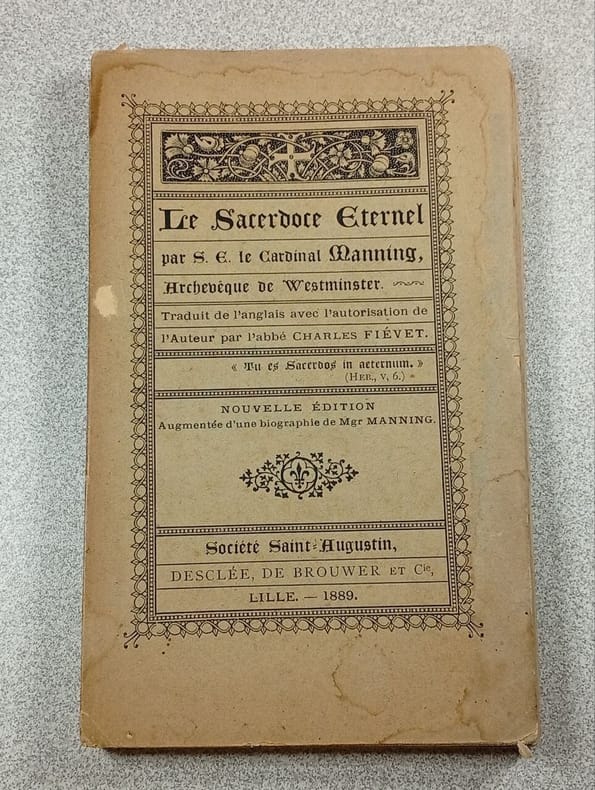 Le Sacerdoce Eternel
par S. E. le Cardinal Manning,
Archevêque de Westminster.
Traduit de l'anglais avec l'autorisation de
l'Auteur par l'abbé CHARLES FIÉVET.
« Tu es Sacerdos in aeternum. »
(HEB., V, 6.)
NOUVELLE ÉDITION
Augmentée d'une biographie de Mgr MANNING.
Société Saint-Augustin,
DESCLÉE, DE BROUWER ET Cie,
LILLE. — 1889.